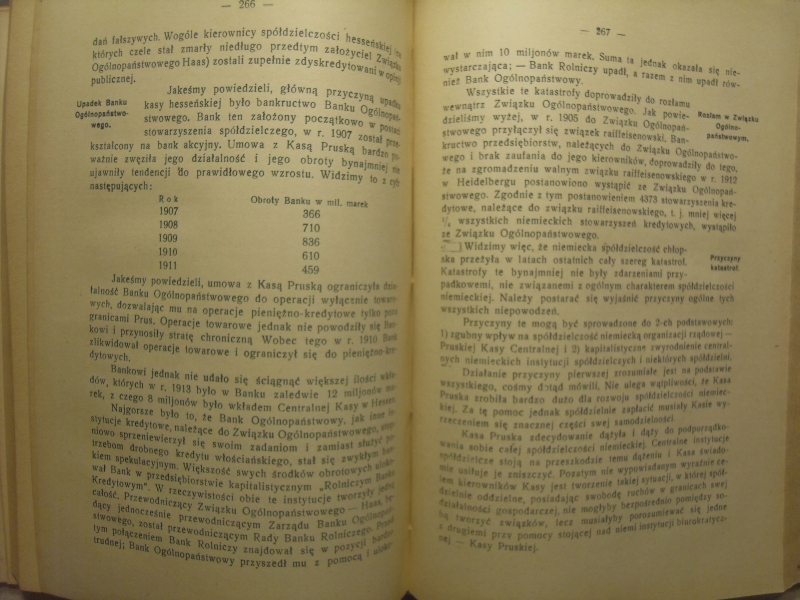 — 266 —
dań fałszywych. Wogóle kierownicy spółdzielczości hesseńskiej (na
których czele stał zmarły niedługo przedtym założyciel Związku
Ogólnopaństwowego Haas) zostali zupełnie zdyskredytowani w opinji
publicznej.
Upadek Banku
Ogólnopaństwo-
wego.
Jakeśmy powiedzieli, główną przyczyną upadku
kasy hesseńskiej było bankructwo Banku Ogólnopań-
stwowego. Bank ten założony początkowo w postaci
stowarzyszenia spółdzielczego, w r. 1907 został prze-
kształcony na bank akcyjny. Umowa z Kasą Pruską bardzo po-
ważnie zwęziła jego działalność i jego obroty bynajmniej nie
ujawniły tendencji do prawidłowego wzrostu. Widzimy to z cyfr
następujących:
Rok Obroty Banku w mil. marek
1907 366
1908 710
1909 836
1910 610
1911 459
Jakeśmy powiedzieli, umowa z Kasą Pruską ograniczyła dzia-
łalność Banku Ogólnopaństwowego do operacji wyłącznie towaro-
wych, dozwalając mu na operacje pieniężno-kredytowe tylko poza
granicami Prus. Operacje towarowe jednak nie powodziły się Ban-
kowi i przynosiły stratę chroniczną Wobec tego w r. 1910 Bank
zlikwidował operacje towarowe i ograniczył się do pieniężno-kre-
dytowych.
Bankowi jednak nie udało się ściągnąć większej ilości wkła-
dów, których w r. 1913 było w Banku zaledwie 12 miljonów ma-
rek, z czego 8 miljonów było wkładem Centralnej Kasy w Hessen.
Najgorsze było to, że Bank Ogólnopaństwowy, jak inne in-
stytucje kredytowe, należące do Związku Ogólnopaństwowego,
niowo sprzeniewierzył się swoim zadaniom i zamiast służyć po-
trzebom drobnego kredytu włościańskiego, stał się zwykłym ban-
kiem spekulacyjnym. Większość swych środków obrotowych
wał Bank w przedsiębiorstwie kapitalistycznym „Rolniczym Banku
Kredytowym". W rzeczywistości obie te instytucje tworzyły jedną
całość. Przewodniczący Związku Ogólnopaństwowego — Haas, bę-
dący jednocześnie przewodniczącym Zarządu Banku Ogólnopań-
stwowego, został przewodniczącym Rady Banku Rolniczego. Przed
tym połączeniem Bank Rolniczy znajdował się w pozycji bardzo
trudnej; Bank Ogólnopaństwowy przyszedł mu z pomocą i uloko-
— 267 —
wał w nim 10 miljonów marek. Suma ta jednak okazała się nie-
wystarczająca; — Bank Rolniczy upadł, a razem z nim upadł rów-
nież Bank Ogólnopaństwowy.
Wszystkie te katastrofy doprowadziły do rozłamu
wewnątrz Związku Ogólnopaństwowego. Jak powie-
dzieliśmy wyżej, w r. 1905 do Związku Ogólnopań-
stwowego przyłączył się związek raiffeisenowski. Ban-
Rozłam w Związku
Ogólno-
państwowym.
kructwo przedsiębiorstw, należących do Związku Ogólnopaństwo-
wego i brak zaufania do jego kierowników, doprowadziły do tego,
że na zgromadzeniu walnym związku raiffeisenowskiego w r. 1912
w Heidelbergu postanowiono wystąpić ze Związku Ogólnopań-
stwowego. Zgodnie z tym postanowieniem 4373 stowarzyszenia kre-
dytowe, należące do związku raiffeisenowskiego, t. j. mniej więcej
wszystkich niemieckich stowarzyszeń kredytowych, wystąpiło
ze Związku Ogólnopaństwowego.
Widzimy więc, że niemiecka spółdzielczość chłop-
ska przeżyła w latach ostatnich cały szereg katastrof.
Katastrofy te bynajmniej nie były zdarzeniami przy-
Przyczyny
katastrof.
padkowemi, nie związanemi z ogólnym charakterem spółdzielczości
niemieckiej. Należy postarać się wyjaśnić przyczyny ogólne tych
wszystkich niepowodzeń.
Przyczyny te mogą być sprowadzone do 2-ch podstawowych:
1) zgubny wpływ na spółdzielczość niemiecką organizacji rządowej —
Pruskiej Kasy Centralnej i 2) kapitalistyczne zwyrodnienie central-
nych niemieckich instytucji spółdzielczych i niektórych spółdzielni.
Działanie przyczyny pierwszej zrozumiałe jest na podstawie
wszystkiego, cośmy dotąd mówili. Nie ulega wątpliwości, że Kasa
Pruska zrobiła bardzo dużo dla rozwoju spółdzielczości niemiec-
kiej. Za tę pomoc jednak spółdzielnie zapłacić musiały Kasie wy-
rzeczeniem się znacznej części swej samodzielności
Kasa Pruska zdecydowanie dążyła i dąży do podporządko-
wania sobie całej spółdzielczości niemieckiej. Centralne instytucje
spółdzielcze stoją na przeszkodzie temu dążeniu i Kasa świado-
mie usiłuje je zniszczyć. Pozatym nie wypowiadanym wyraźnie ce-
lem kierowników Kasy jest tworzenie takiej sytuacji, w której spół-
dzielnie oddzielne, posiadając swobodę ruchów w granicach swej
działalności gospodarczej, nie mogłyby bezpośrednio pomiędzy so-
bą tworzyć związków, lecz musiałyby porozumiewać się jedne
z drugiemi przy pomocy stojącej nad niemi instytucji biurokratycz-
nej — Kasy Pruskiej.